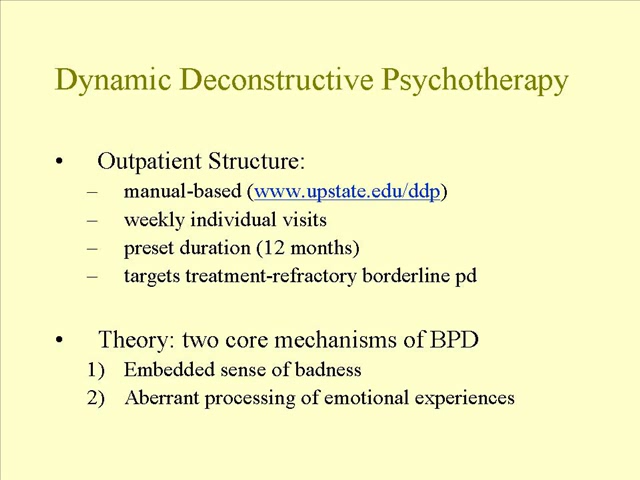 Dynamic Deconstructive Psychotherapy
• Outpatient Structure:
– manual-based (www.upstate.edu/ddp)
– weekly individual visits
– preset duration (12 months)
– targets treatment-refractory borderline pd
• Theory: two core mechanisms of BPD
1) Embedded sense of badness
2) Aberrant processing of emotional experiences